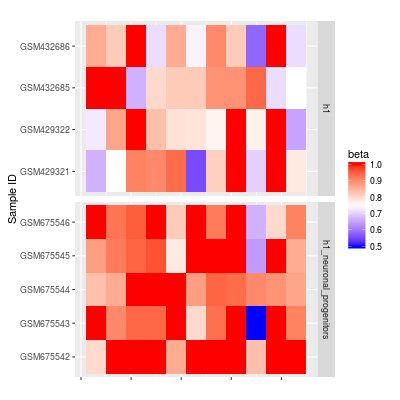 Sample ID
GSM432686
GSM432685
GSM429322
GSM429321
h1
GSM675546
GSM675545
GSM675544
GSM675543
GSM675542
h1_neuronal_progenitors
beta
1.0
0.9
0.8
0.7
0.6
0.5